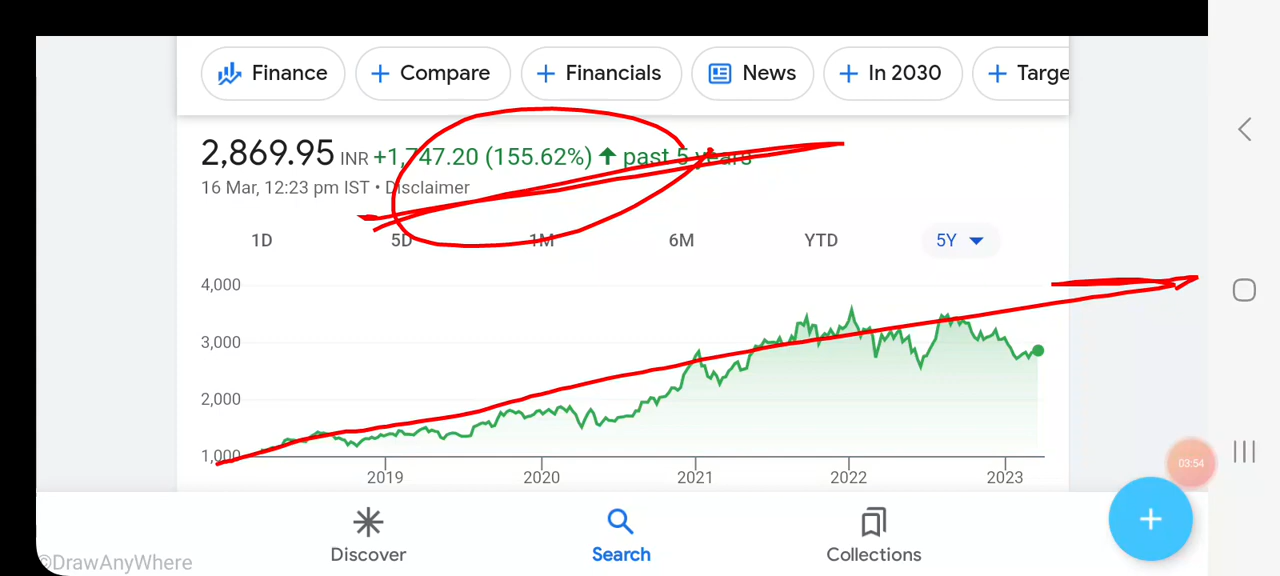 Finance Compare Financials News In 2030 Targe
2,869.95 INR +1,747.20 (155.62%) ↑ past 5 years
16 Mar, 12:23 pm IST • Disclaimer
1D 5D 1M 6M YTD 5Y
4,000
3,000
2,000
1,000
2019 2020 2021 2022 2023
03:54
Discover Search Collections
©DrawAnyWhere